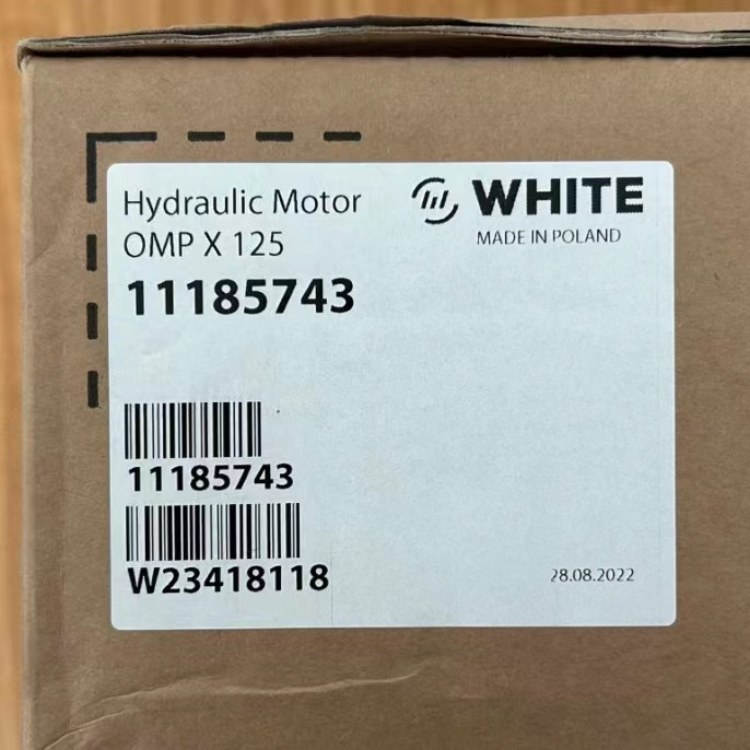 Hydraulic Motor
OMP X 125
11185743
WHITE
MADE IN POLAND
11185743
W23418118
28.08.2022